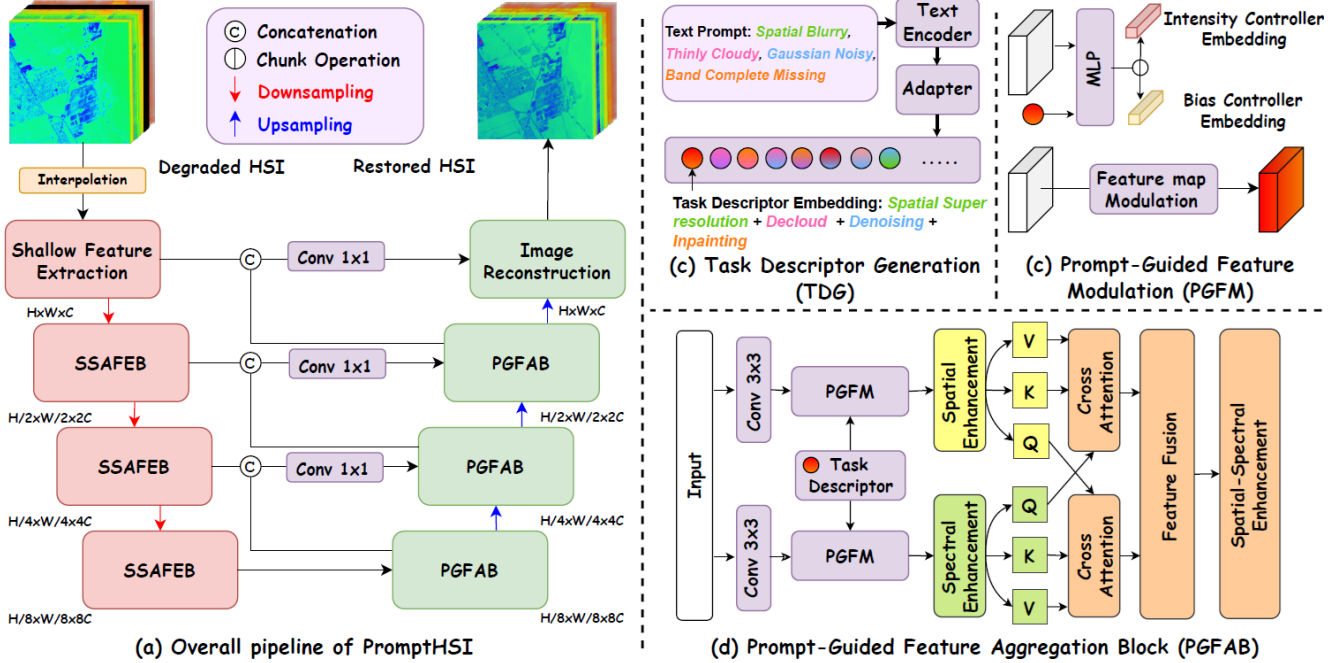 C Concatenation
Chunk Operation
Downsampling
Upsampling
Degraded HSI
Restored HSI
Interpolation
Shallow Feature
Extraction
C
Conv 1x1
Image
Reconstruction
HxWxC
HxWxC
SSAFEB
C
Conv 1x1
PGFAB
H/2xW/2x2C
H/2xW/2x2C
SSAFEB
C
Conv 1x1
PGFAB
H/4xW/4x4C
H/4xW/4x4C
SSAFEB
PGFAB
H/8xW/8x8C
H/8xW/8x8C
(a) Overall pipeline of PromptHSI
Text Prompt: Spatial Blurry,
Thinly Cloudy, Gaussian Noisy,
Band Complete Missing
Text
Encoder
Adapter
.....
Task Descriptor Embedding: Spatial Super
resolution + Decloud + Denoising +
Inpainting
(c) Task Descriptor Generation
(TDG)
MLP
Intensity Controller
Embedding
Bias Controller
Embedding
Feature map
Modulation
(c) Prompt-Guided Feature
Modulation (PGFM)
Input
Conv 3x3
Conv 3x3
PGFM
Task
Descriptor
PGFM
Spatial
Enhancement
Spectral
Enhancement
V
K
Q
Q
K
V
Cross
Attention
Cross
Attention
Feature Fusion
Spatial-Spectral
Enhancement
(d) Prompt-Guided Feature Aggregation Block (PGFAB)